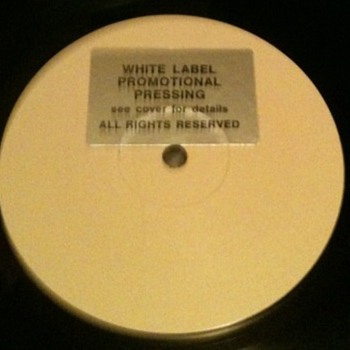 WHITE LABEL
PROMOTIONAL
PRESSING
see cover for details
ALL RIGHTS RESERVED